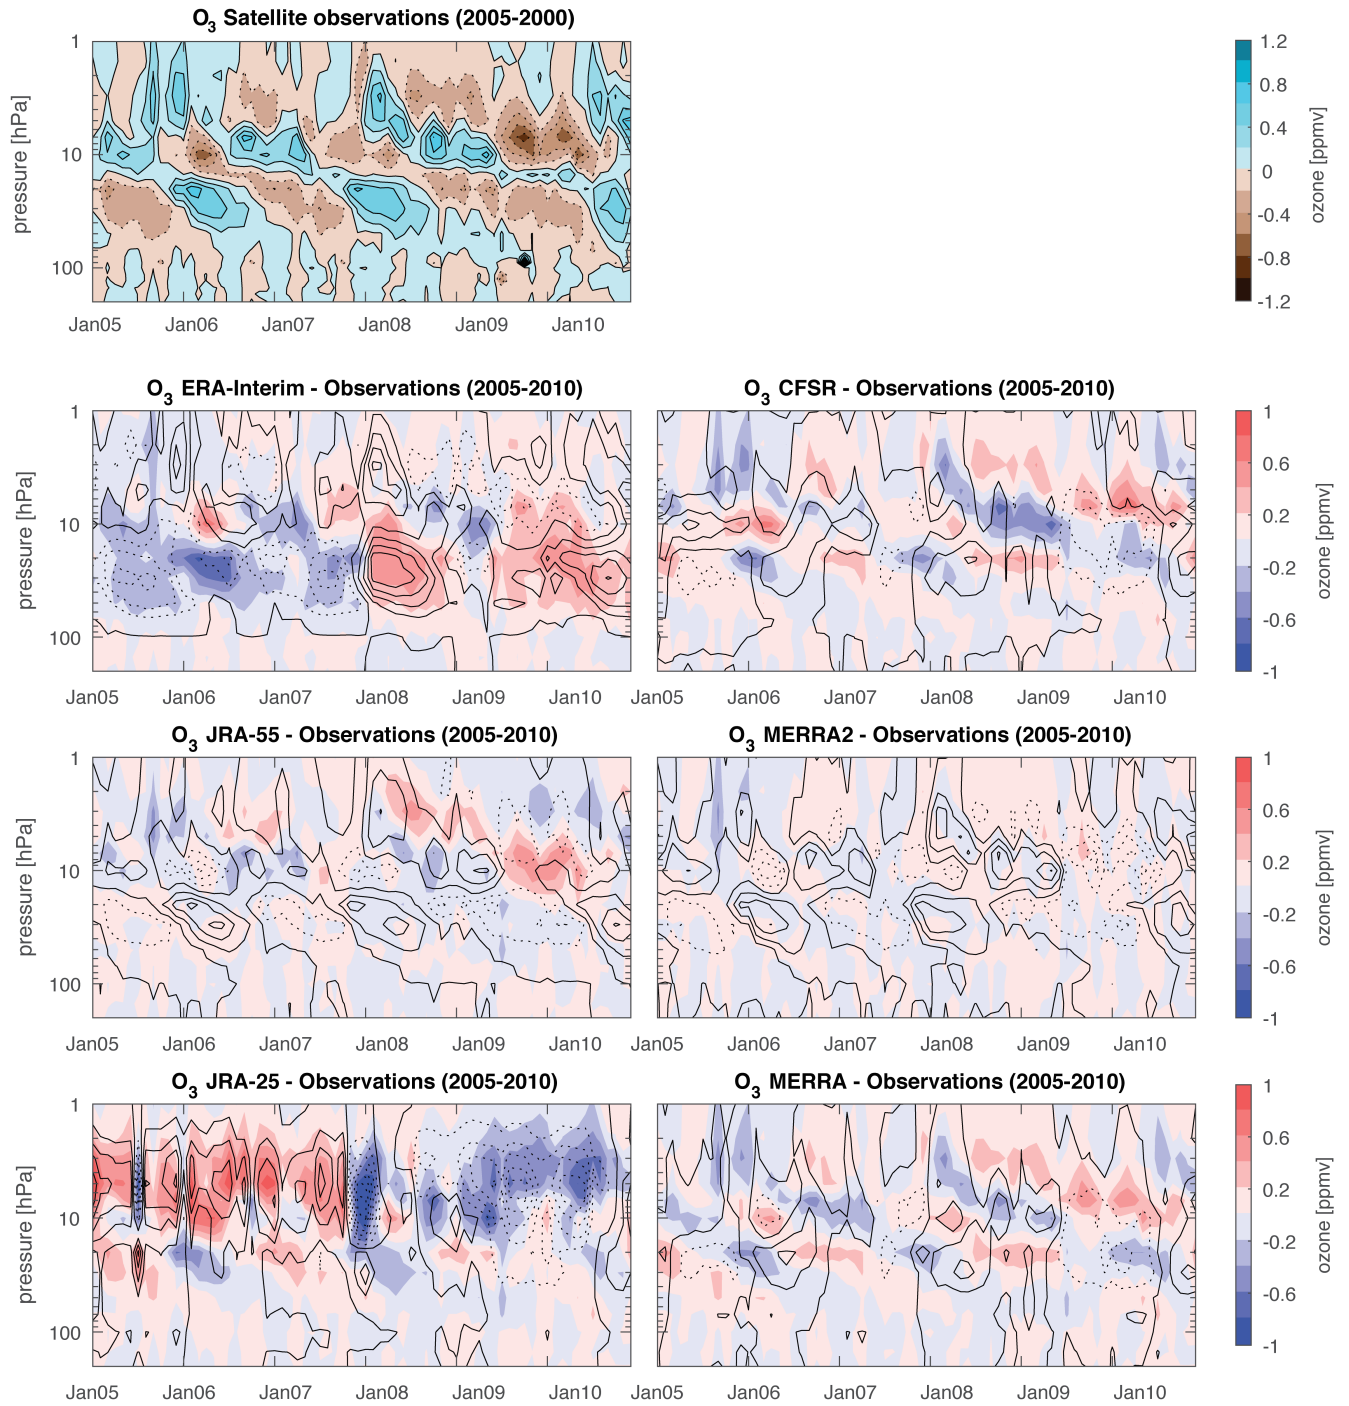 O3 Satellite observations (2005-2000)
1
10
100
pressure [hPa]
Jan05 Jan06 Jan07 Jan08 Jan09 Jan10
1.2
0.8
0.4
0
-0.4
-0.8
-1.2
ozone [ppmv]
O3 ERA-Interim - Observations (2005-2010)
1
10
100
pressure [hPa]
Jan05 Jan06 Jan07 Jan08 Jan09 Jan10
O3 CFSR - Observations (2005-2010)
Jan05 Jan06 Jan07 Jan08 Jan09 Jan10
1
0.6
0.2
-0.2
-0.6
-1
ozone [ppmv]
O3 JRA-55 - Observations (2005-2010)
1
10
100
pressure [hPa]
Jan05 Jan06 Jan07 Jan08 Jan09 Jan10
O3 MERRA2 - Observations (2005-2010)
Jan05 Jan06 Jan07 Jan08 Jan09 Jan10
1
0.6
0.2
-0.2
-0.6
-1
ozone [ppmv]
O3 JRA-25 - Observations (2005-2010)
1
10
100
pressure [hPa]
Jan05 Jan06 Jan07 Jan08 Jan09 Jan10
O3 MERRA - Observations (2005-2010)
Jan05 Jan06 Jan07 Jan08 Jan09 Jan10
1
0.6
0.2
-0.2
-0.6
-1
ozone [ppmv]